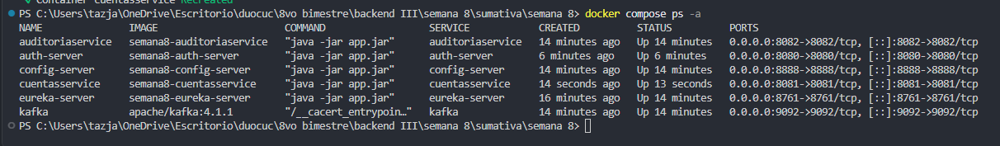 ✓ Container cuentasservice Recreated
PS C:\Users\tazja\OneDrive\Escritorio\duocuc\8vo bimestre\backend III\semana 8\sumativa\semana 8> docker compose ps -a
NAME IMAGE COMMAND SERVICE CREATED STATUS PORTS
auditoriaservice semana8-auditoriaservice "java -jar app.jar" auditoriaservice 14 minutes ago Up 14 minutes 0.0.0.0:8082->8082/tcp, [::]:8082->8082/tcp
auth-server semana8-auth-server "java -jar app.jar" auth-server 6 minutes ago Up 6 minutes 0.0.0.0:8080->8080/tcp, [::]:8080->8080/tcp
config-server semana8-config-server "java -jar app.jar" config-server 14 minutes ago Up 14 minutes 0.0.0.0:8888->8888/tcp, [::]:8888->8888/tcp
cuentasservice semana8-cuentasservice "java -jar app.jar" cuentasservice 14 seconds ago Up 13 seconds 0.0.0.0:8081->8081/tcp, [::]:8081->8081/tcp
eureka-server semana8-eureka-server "java -jar app.jar" eureka-server 16 minutes ago Up 14 minutes 0.0.0.0:8761->8761/tcp, [::]:8761->8761/tcp
kafka apache/kafka:4.1.1 "/__cacert_entrypoin…" kafka 14 minutes ago Up 14 minutes 0.0.0.0:9092->9092/tcp, [::]:9092->9092/tcp
PS C:\Users\tazja\OneDrive\Escritorio\duocuc\8vo bimestre\backend III\semana 8\sumativa\semana 8>